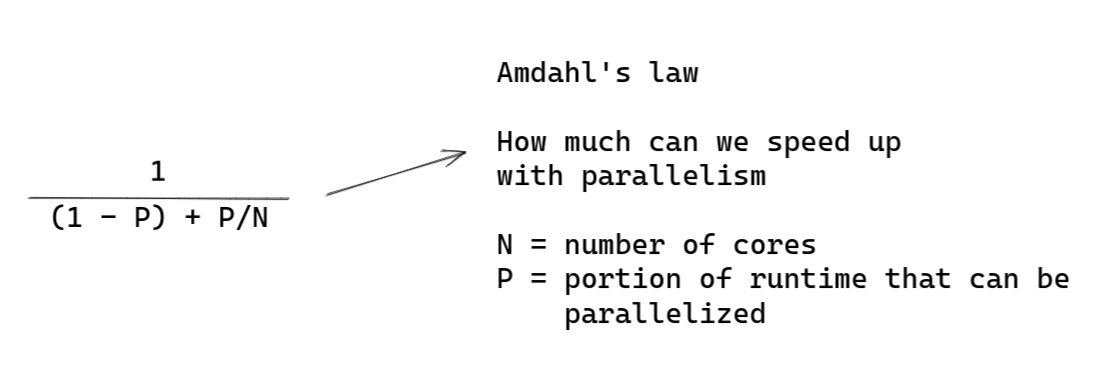 1
(1 − P) + P/N
Amdahl's law
How much can we speed up
with parallelism
N = number of cores
P = portion of runtime that can be
parallelized